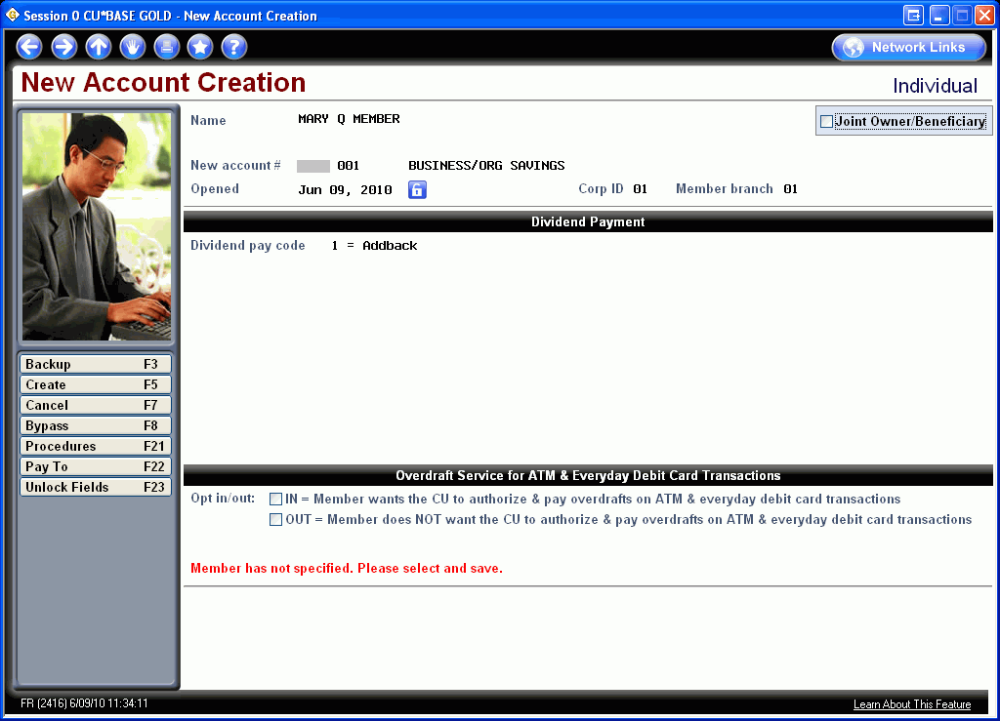 Session 0 CU*BASE GOLD - New Account Creation
Network Links
New Account Creation
Individual
Name MARY Q MEMBER
Joint Owner/Beneficiary
New account # 001 BUSINESS/ORG SAVINGS
Opened Jun 09, 2010 Corp ID 01 Member branch 01
Dividend Payment
Dividend pay code 1 = Addback
Backup F3
Create F5
Cancel F7
Bypass F8
Procedures F21
Pay To F22
Unlock Fields F23
Overdraft Service for ATM & Everyday Debit Card Transactions
Opt in/out: IN = Member wants the CU to authorize & pay overdrafts on ATM & everyday debit card transactions
OUT = Member does NOT want the CU to authorize & pay overdrafts on ATM & everyday debit card transactions
Member has not specified. Please select and save.
FR (2416) 6/09/10 11:34:11
Learn About This Feature